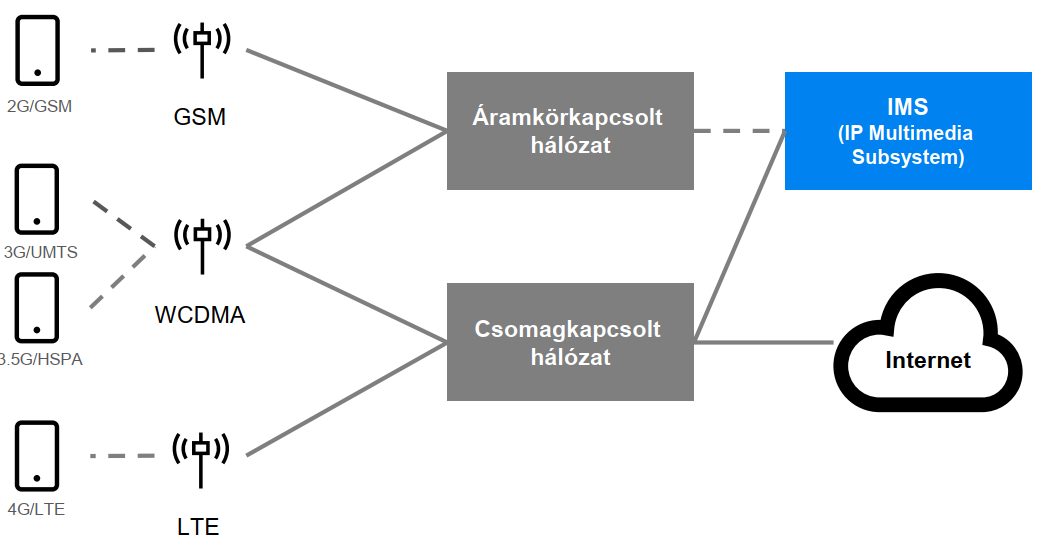 2G/GSM
GSM
Áramkörkapcsolt
hálózat
IMS
(IP Multimedia
Subsystem)
3G/UMTS
WCDMA
3.5G/HSPA
Csomagkapcsolt
hálózat
Internet
4G/LTE
LTE